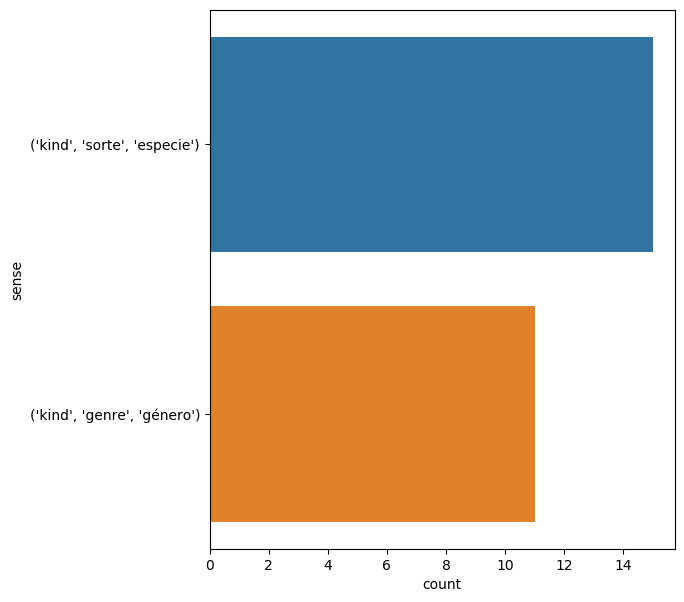 ('kind', 'sorte', 'especie')
('kind', 'genre', 'género')
sense
0 2 4 6 8 10 12 14
count